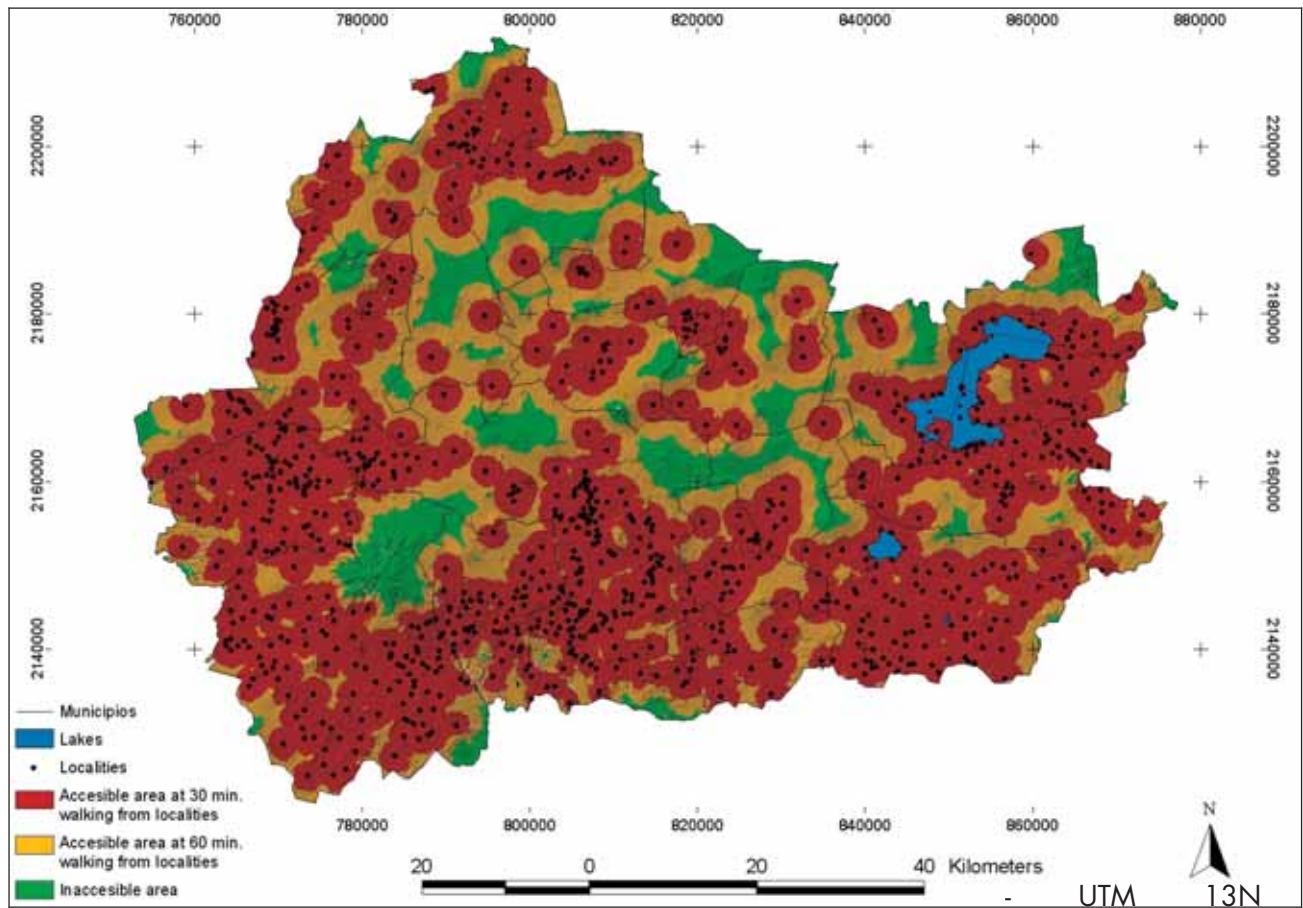 760000 780000 800000 820000 840000 860000 880000
2200000 2200000
2180000 2180000
2160000 2160000
2140000 2140000
Municipios
Lakes
Localities
Accesible area at 30 min.
walking from localities
Accesible area at 60 min.
walking from localities
Inaccesible area
780000 800000 820000 840000 860000
20 0 20 40 Kilometers
N
- UTM 13N